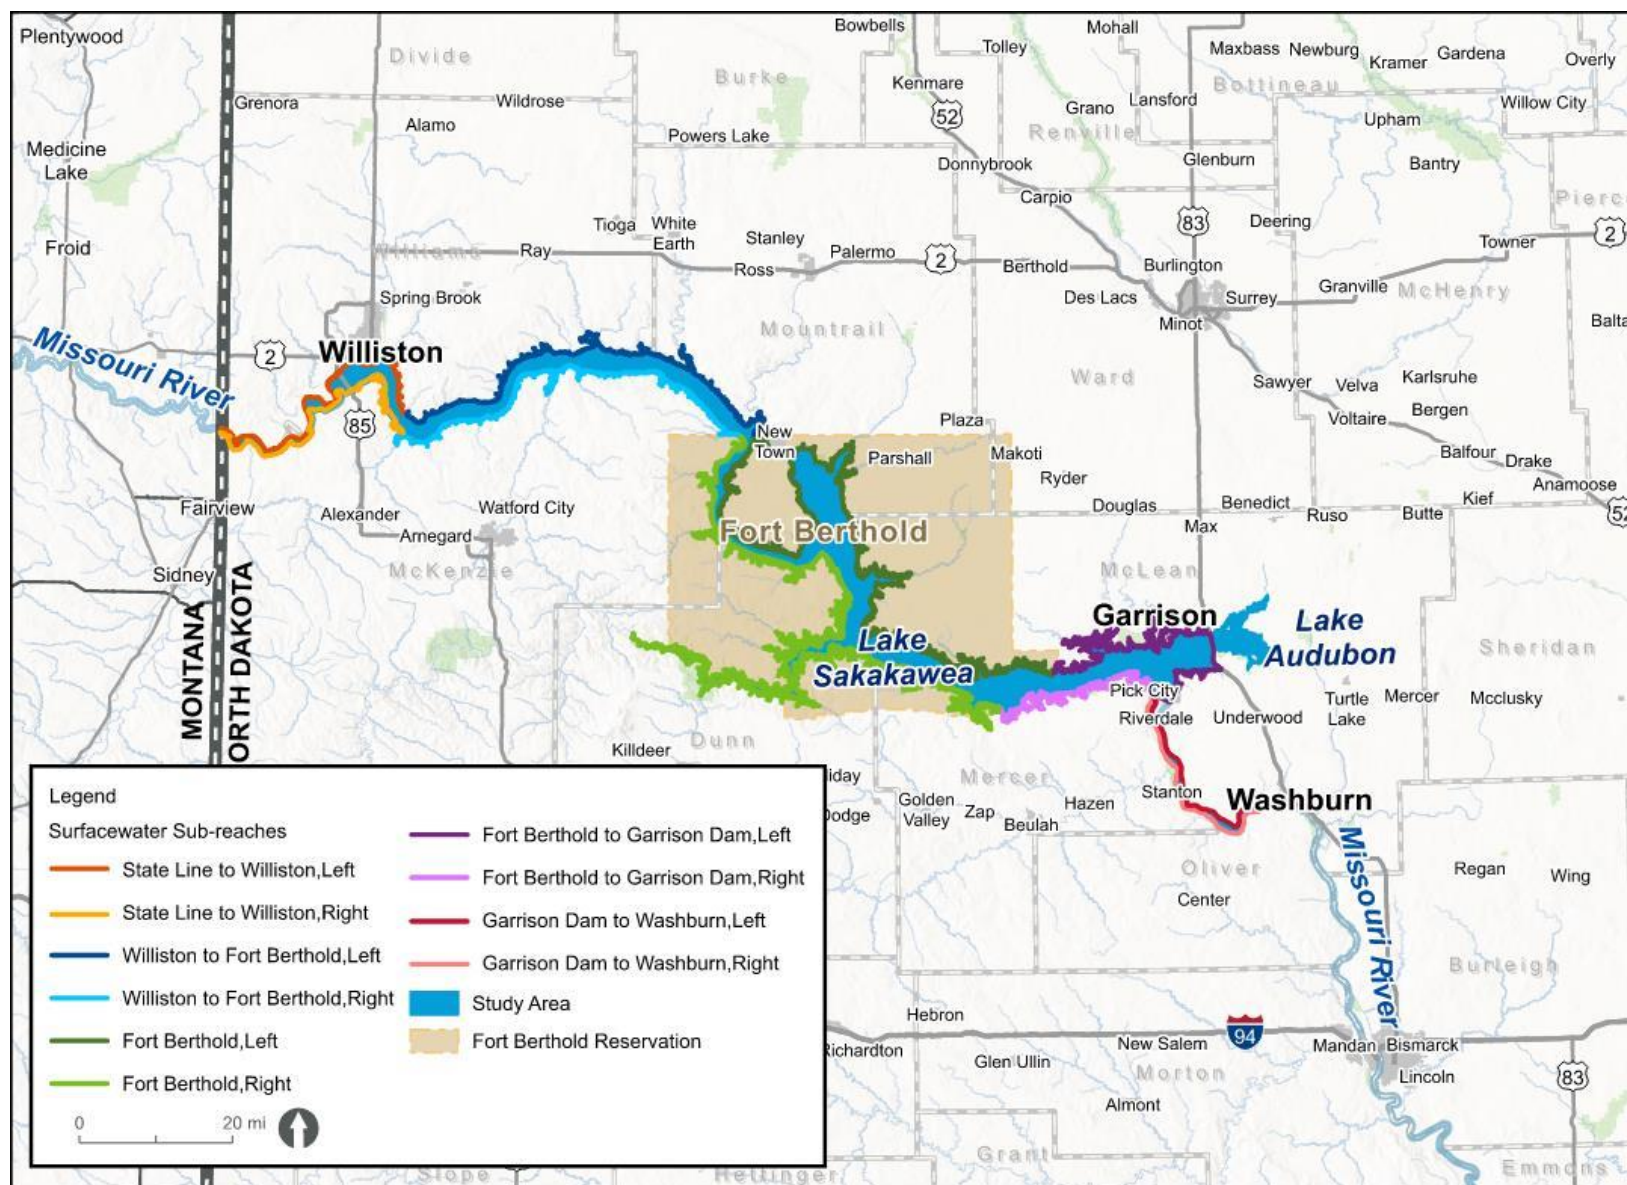 Plentywood
Divide
Burke
Bowbells
Tolley
Mohall
Maxbass
Newburg
Kramer
Gardena
Overly
Bottineau
Kenmare
52
Grenora
Wildrose
Alamo
Powers Lake
Grano
Lansford
Renville
Willow City
Upham
Medicine
Lake
Donnybrook
Glenburn
Bantry
Carpio
Pierc
Froid
Tioga
White
Earth
Stanley
83
Deering
Towner
2
Williams
Ray
Ross
Palermo
2
Berthold
Burlington
Des Lacs
Surrey
Granville
McHenry
Spring Brook
Minot
Balta
Mountrail
Missouri River
2
Williston
Ward
Sawyer
Velva
Karlsruhe
Bergen
Voltaire
85
Plaza
New
Town
Parshall
Makoti
Ryder
Balfour
Drake
Anamoose
Fairview
Alexander
Watford City
Arnegard
Fort Berthold
Douglas
Benedict
Max
Ruso
Butte
Kief
52
Sidney
McKenzie
McLean
MONTANA
ORTH DAKOTA
Garrison
Lake
Audubon
Lake
Sakakawea
Sheridan
Pick City
Riverdale
Underwood
Turtle
Lake
Mercer
Mcclusky
Killdeer
Dunn
liday
Dodge
Golden
Valley
Zap
Mercer
Beulah
Hazen
Stanton
Washburn
Missouri River
Oliver
Center
Regan
Wing
Burleigh
Hebron
Richardton
Glen Ullin
New Salem
94
Mandan
Bismarck
Lincoln
83
Morton
Almont
Grant
Slope
Hettinger
Emmons
Legend
Surfacewater Sub-reaches
State Line to Williston,Left
State Line to Williston,Right
Williston to Fort Berthold,Left
Williston to Fort Berthold,Right
Fort Berthold,Left
Fort Berthold,Right
Fort Berthold to Garrison Dam,Left
Fort Berthold to Garrison Dam,Right
Garrison Dam to Washburn,Left
Garrison Dam to Washburn,Right
Study Area
Fort Berthold Reservation
0
20 mi